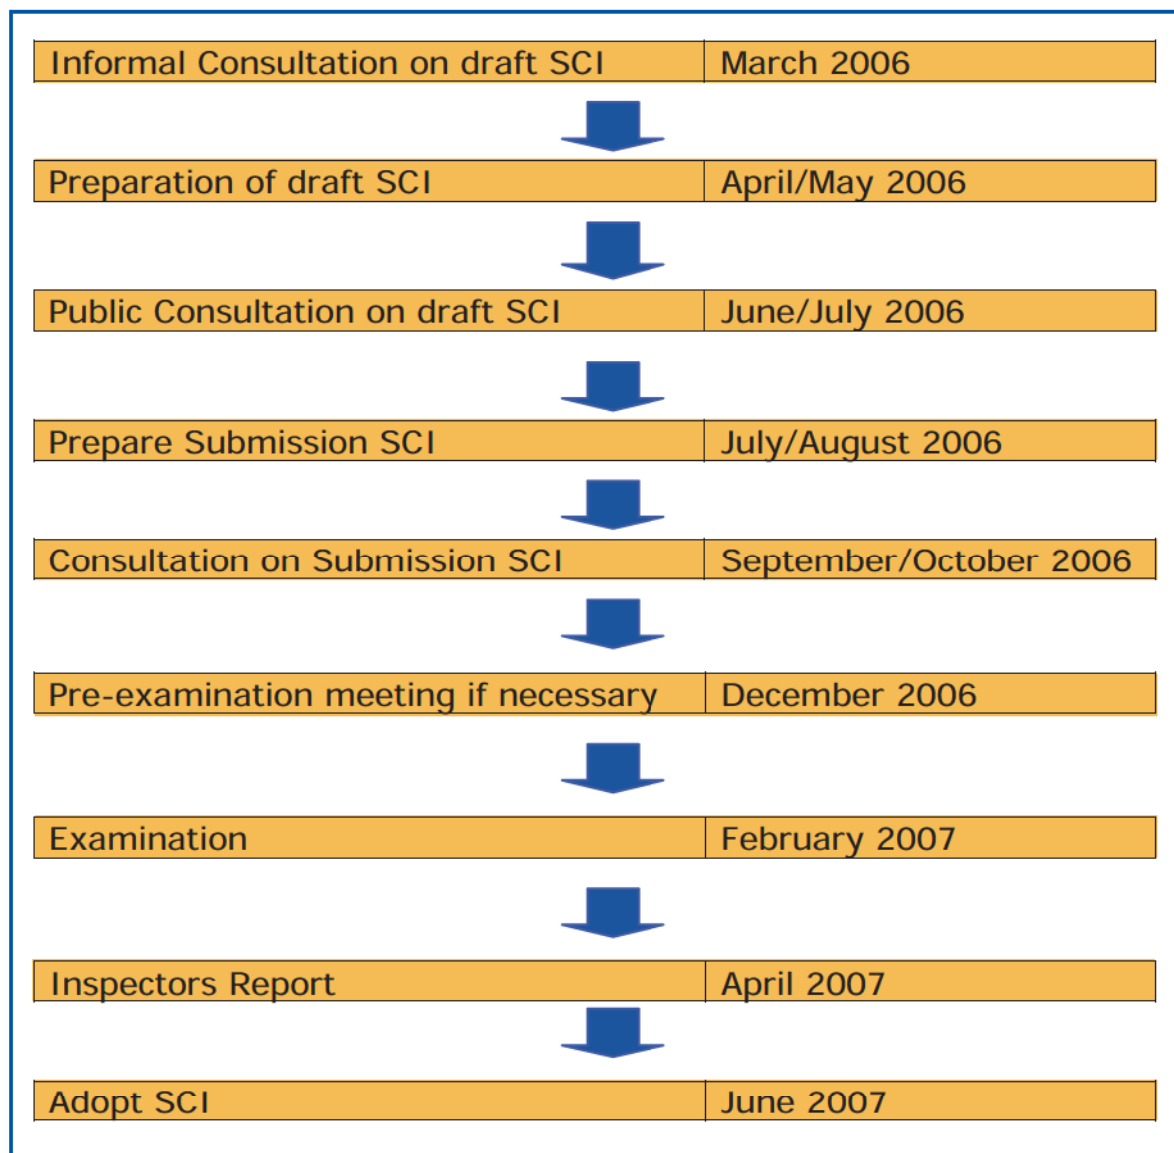 Informal Consultation on draft SCI March 2006
Preparation of draft SCI April/May 2006
Public Consultation on draft SCI June/July 2006
Prepare Submission SCI July/August 2006
Consultation on Submission SCI September/October 2006
Pre-examination meeting if necessary December 2006
Examination February 2007
Inspectors Report April 2007
Adopt SCI June 2007